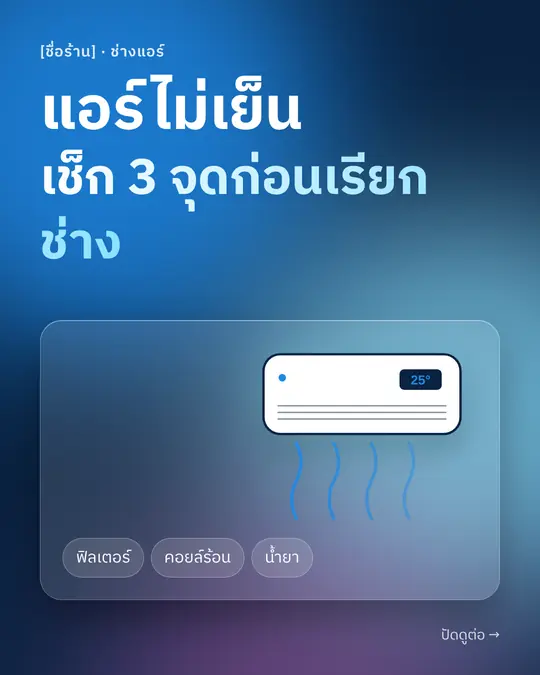 [ชื่อร้าน] · ช่างแอร์
แอร์ไม่เย็น
เช็ก 3 จุดก่อนเรียก
ช่าง
25°
ฟิลเตอร์ คอยล์ร้อน น้ำยา
ปัดดูต่อ →